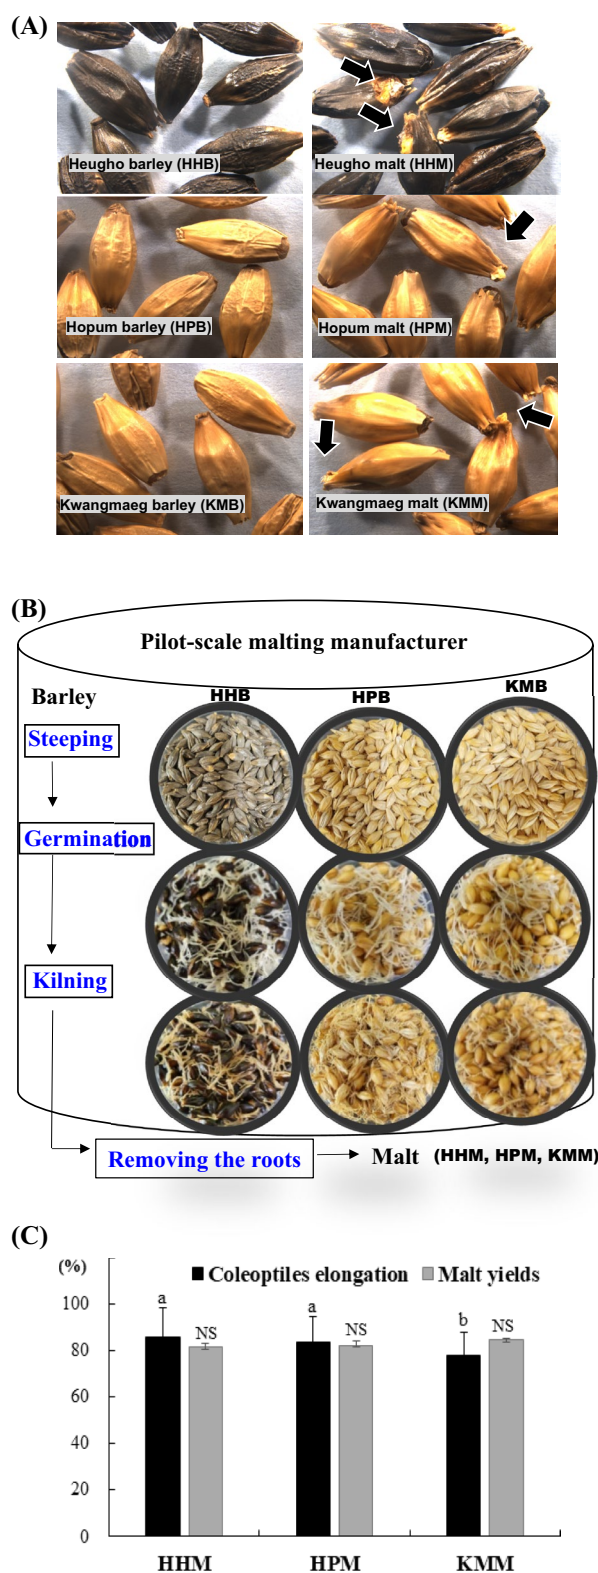 (A)
Heugho barley (HHB)
Heugho malt (HHM)
Hopum barley (HPB)
Hopum malt (HPM)
Kwangmaeg barley (KMB)
Kwangmaeg malt (KMM)
(B)
Pilot-scale malting manufacturer
Barley
HHB
HPB
KMB
Steeping
Germination
Kilning
Removing the roots
Malt (HHM, HPM, KMM)
(C)
(%)
Coleoptiles elongation
Malt yields
100
80
60
40
20
0
a
NS
a
NS
b
NS
HHM
HPM
KMM